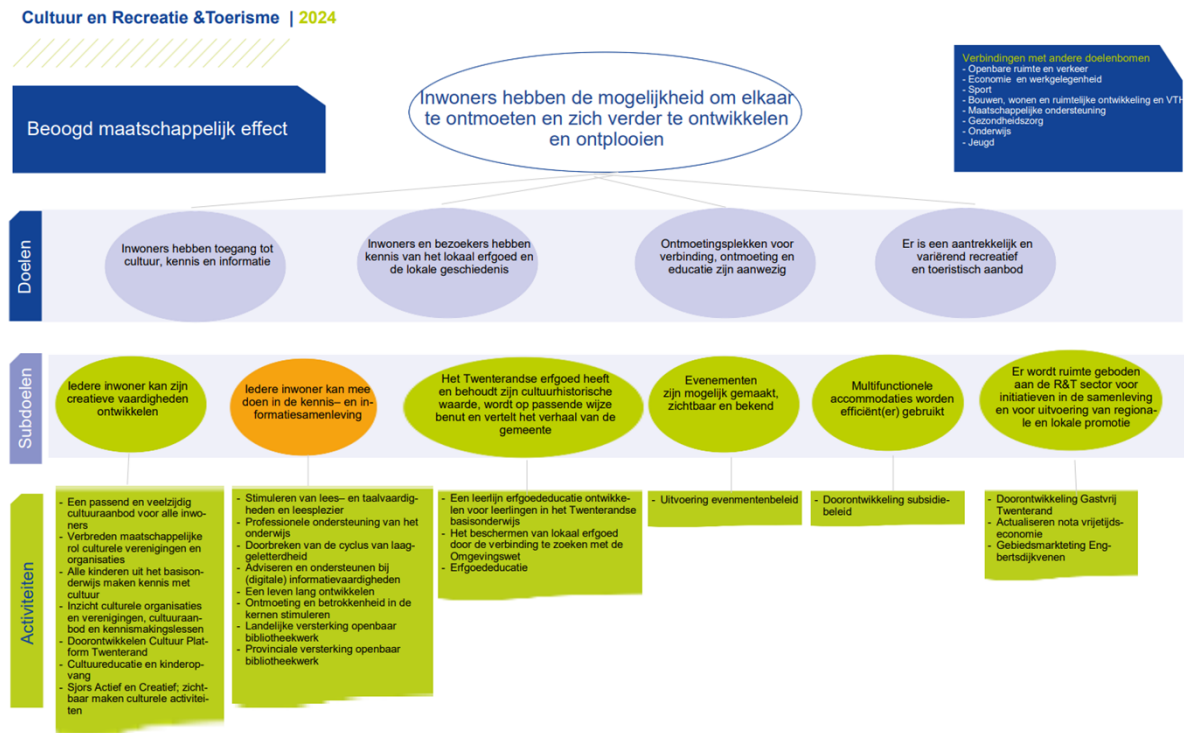 Cultuur en Recreatie &Toerisme | 2024
Beoogd maatschappelijk effect
Inwoners hebben de mogelijkheid om elkaar
te ontmoeten en zich verder te ontwikkelen
en ontplooien
Verbindingen met andere doelenbomen
- Openbare ruimte en verkeer
- Economie en werkgelegenheid
- Sport
- Bouwen, wonen en ruimtelijke ontwikkeling en VTH
- Maatschappelijke ondersteuning
- Gezondheidszorg
- Onderwijs
- Jeugd
Doelen
Inwoners hebben toegang tot
cultuur, kennis en informatie
Inwoners en bezoekers hebben
kennis van het lokaal erfgoed en
de lokale geschiedenis
Ontmoetingsplekken voor
verbinding, ontmoeting en
educatie zijn aanwezig
Er is een aantrekkelijk en
variërend recreatief
en toeristisch aanbod
Subdoelen
Iedere inwoner kan zijn
creatieve vaardigheden
ontwikkelen
Iedere inwoner kan mee
doen in de kennis– en in-
formatiesamenleving
Het Twenterandse erfgoed heeft
en behoudt zijn cultuurhistorische
waarde, wordt op passende wijze
benut en vertelt het verhaal van de
gemeente
Evenementen
zijn mogelijk gemaakt,
zichtbaar en bekend
Multifunctionele
accommodaties worden
efficiënt(er) gebruikt
Er wordt ruimte geboden
aan de R&T sector voor
initiatieven in de samenleving
en voor uitvoering van regiona-
le en lokale promotie
Activiteiten
- Een passend en veelzijdig
cultuuraanbod voor alle inwo-
ners
- Verbreden maatschappelijke
rol culturele verenigingen en
organisaties
- Alle kinderen uit het basison-
derwijs maken kennis met
cultuur
- Inzicht culturele organisaties
en verenigingen, cultuuraan-
bod en kennismakingslessen
- Doorontwikkelen Cultuur Plat-
form Twenterand
- Cultuureducatie en kinderop-
vang
- Sjors Actief en Creatief; zicht-
baar maken culturele activitei-
ten
- Stimuleren van lees– en taalvaardig-
heden en leesplezier
- Professionele ondersteuning van het
onderwijs
- Doorbreken van de cyclus van laag-
geletterdheid
- Adviseren en ondersteunen bij
(digitale) informatievaardigheden
- Een leven lang ontwikkelen
- Ontmoeting en betrokkenheid in de
kernen stimuleren
- Landelijke versterking openbaar
bibliotheekwerk
- Provinciale versterking openbaar
bibliotheekwerk
- Een leerlijn erfgoededucatie ontwikke-
len voor leerlingen in het Twenterandse
basisonderwijs
- Het beschermen van lokaal erfgoed
door de verbinding te zoeken met de
Omgevingswet
- Erfgoededucatie
- Uitvoering evenmentenbeleid
- Doorontwikkeling subsidie-
beleid
- Doorontwikkeling Gastvrij
Twenterand
- Actualiseren nota vrijetijds-
economie
- Gebiedsmarkteting Eng-
bertsdijkvenen